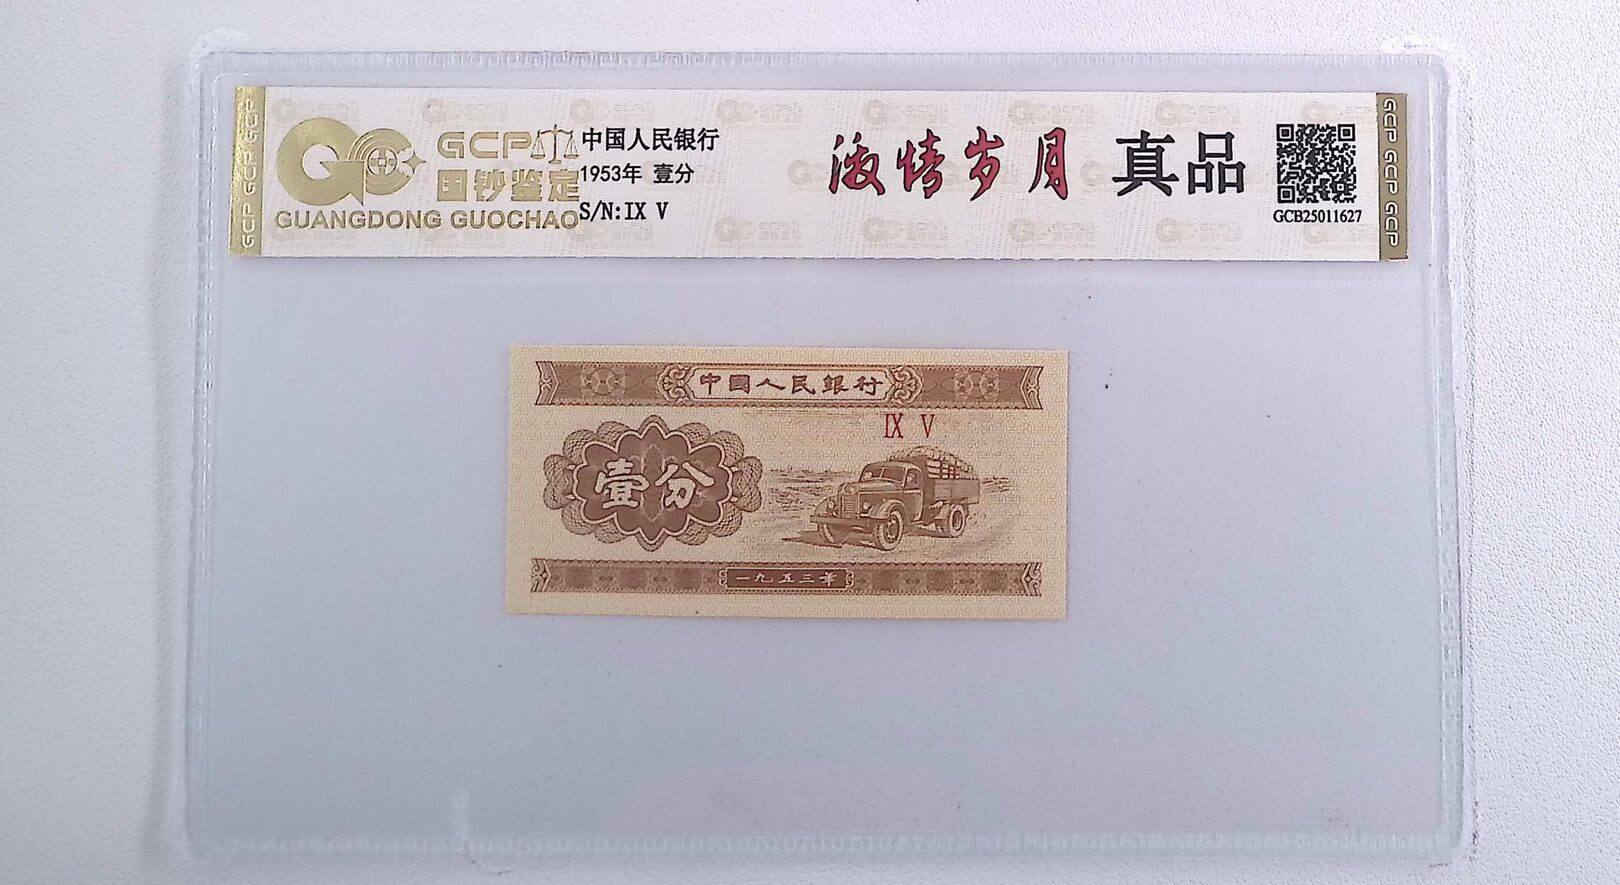 GCP GCP GCP
GCP
国钞鉴定
GUANGDONG GUOCHAO
中国人民银行
1953年 壹分
S/N:IX V
激情岁月 真品
GCB25011627
GCP GCP GCP
中国人民銀行
IX V
壹分
一九五三年